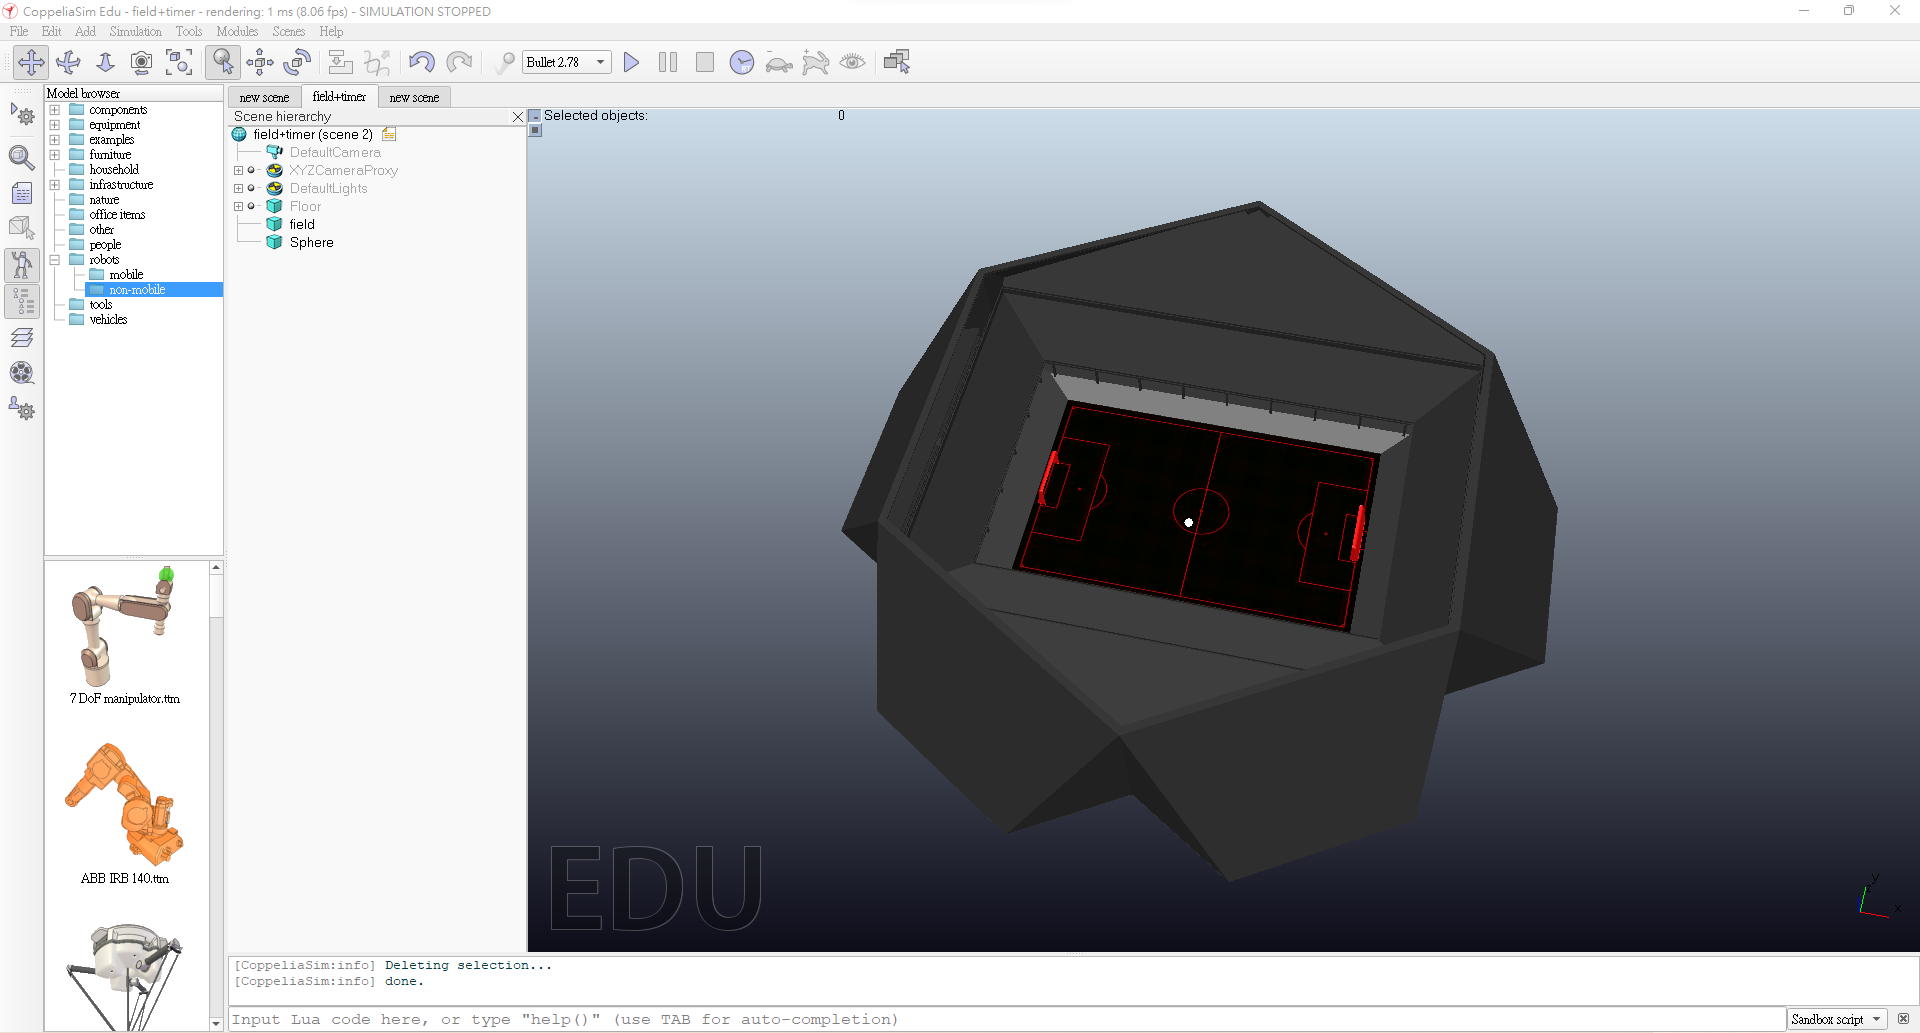 CoppeliaSim Edu - field+timer - rendering: 1 ms (8.06 fps) - SIMULATION STOPPED
File Edit Add Simulation Tools Modules Scenes Help
Bullet 2.78
Model browser
components
equipment
examples
furniture
household
infrastructure
nature
office items
other
people
robots
mobile
non-mobile
tools
vehicles
7 DoF manipulator.ttm
ABB IRB 140.ttm
new scene field+timer new scene
Scene hierarchy
field+timer (scene 2)
DefaultCamera
XYZCameraProxy
DefaultLights
Floor
field
Sphere
Selected objects: 0
EDU
y
x
[CoppeliaSim:info] Deleting selection...
[CoppeliaSim:info] done.
Input Lua code here, or type "help()" (use TAB for auto-completion)
Sandbox script